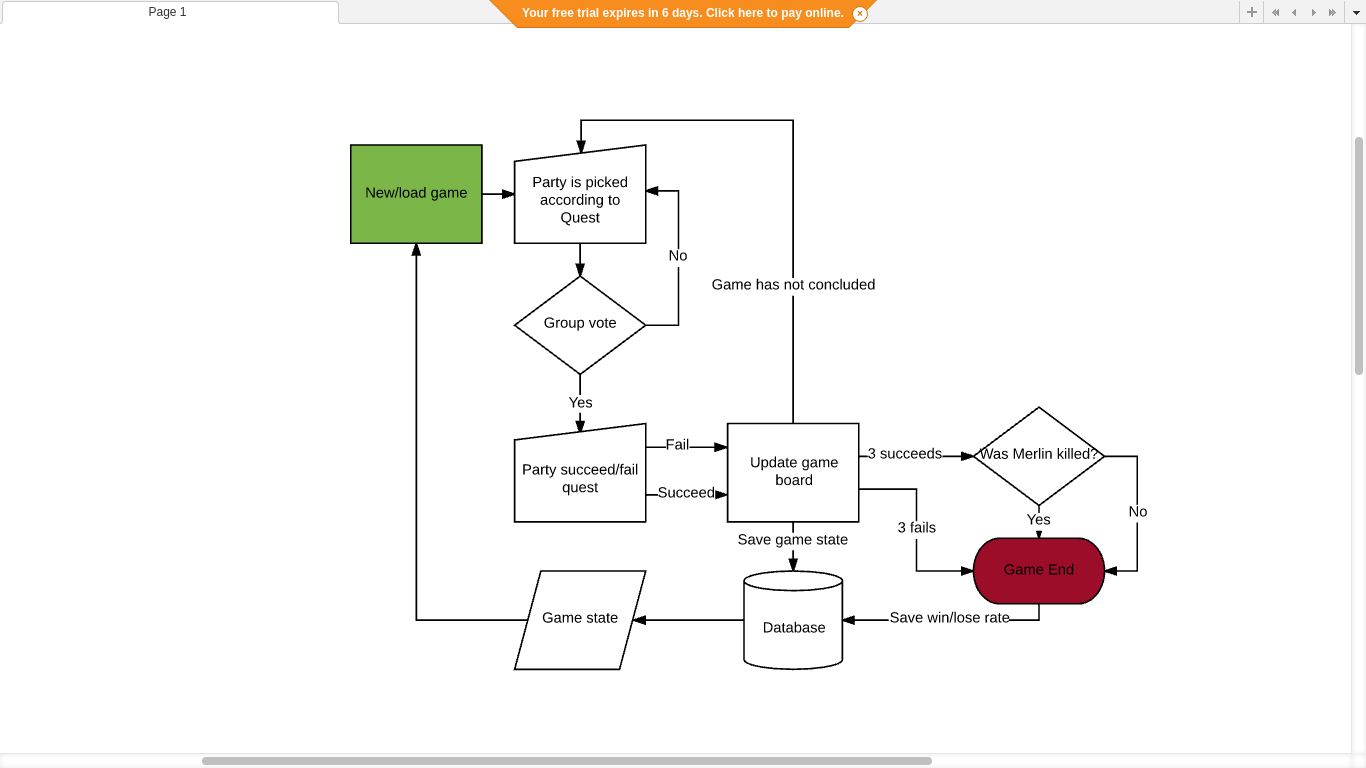 Page 1
Your free trial expires in 6 days. Click here to pay online.
New/load game
Party is picked
according to
Quest
No
Game has not concluded
Group vote
Yes
Party succeed/fail
quest
Fail
Succeed
Update game
board
3 succeeds
Was Merlin killed?
Yes
No
3 fails
Save game state
Game End
Game state
Database
Save win/lose rate